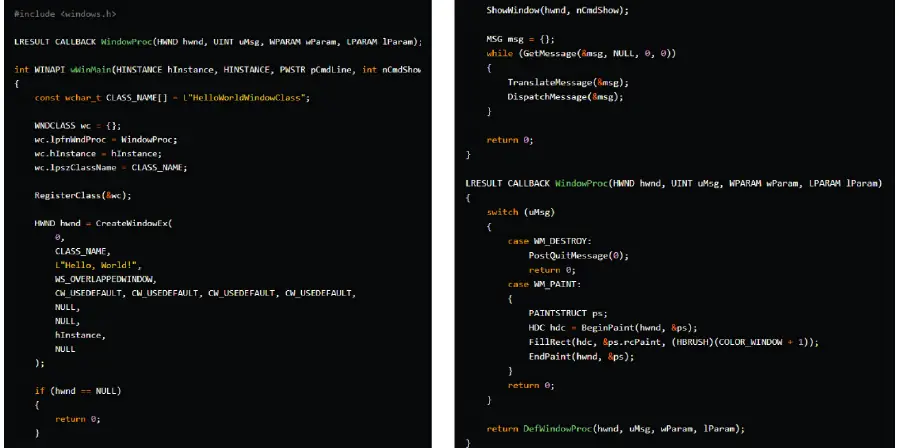 #include <windows.h>
LRESULT CALLBACK WindowProc(HWND hwnd, UINT uMsg, WPARAM wParam, LPARAM lParam);
int WINAPI wWinMain(HINSTANCE hInstance, HINSTANCE, PWSTR pCmdLine, int nCmdShow
{
const wchar_t CLASS_NAME[] = L"HelloWorldWindowClass";
WNDCLASS wc = {};
wc.lpfnWndProc = WindowProc;
wc.hInstance = hInstance;
wc.lpszClassName = CLASS_NAME;
RegisterClass(&wc);
HWND hwnd = CreateWindowEx(
0,
CLASS_NAME,
L"Hello, World!",
WS_OVERLAPPEDWINDOW,
CW_USEDEFAULT, CW_USEDEFAULT, CW_USEDEFAULT, CW_USEDEFAULT,
NULL,
NULL,
hInstance,
NULL
);
if (hwnd == NULL)
{
return 0;
}
ShowWindow(hwnd, nCmdShow);
MSG msg = {};
while (GetMessage(&msg, NULL, 0, 0))
{
TranslateMessage(&msg);
DispatchMessage(&msg);
}
return 0;
}
LRESULT CALLBACK WindowProc(HWND hwnd, UINT uMsg, WPARAM wParam, LPARAM lParam)
{
switch (uMsg)
{
case WM_DESTROY:
PostQuitMessage(0);
return 0;
case WM_PAINT:
{
PAINTSTRUCT ps;
HDC hdc = BeginPaint(hwnd, &ps);
FillRect(hdc, &ps.rcPaint, (HBRUSH)(COLOR_WINDOW + 1));
EndPaint(hwnd, &ps);
}
return 0;
}
return DefWindowProc(hwnd, uMsg, wParam, lParam);
}